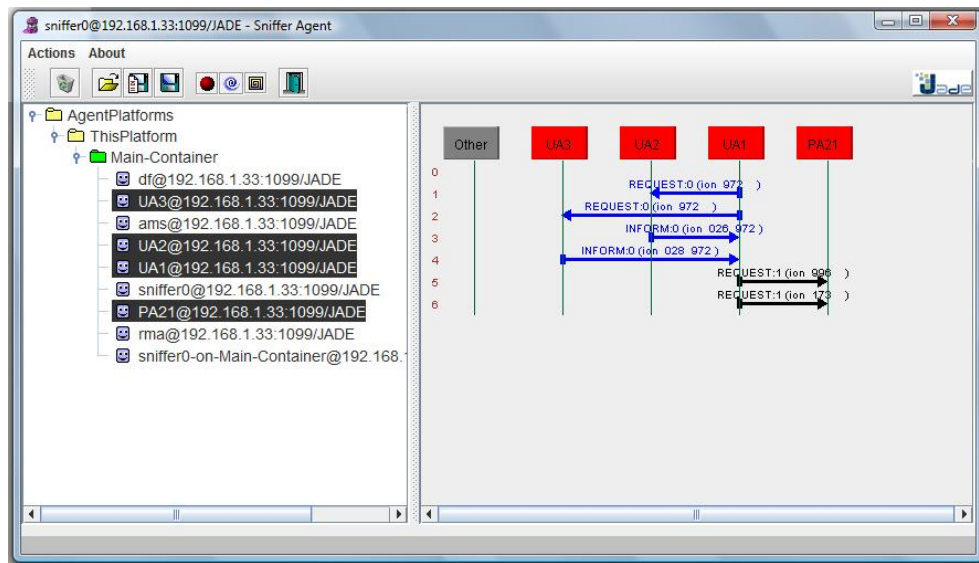 sniffer0@192.168.1.33:1099/JADE - Sniffer Agent
Actions About
Jade
AgentPlatforms
ThisPlatform
Main-Container
df@192.168.1.33:1099/JADE
UA3@192.168.1.33:1099/JADE
ams@192.168.1.33:1099/JADE
UA2@192.168.1.33:1099/JADE
UA1@192.168.1.33:1099/JADE
sniffer0@192.168.1.33:1099/JADE
PA21@192.168.1.33:1099/JADE
rma@192.168.1.33:1099/JADE
sniffer0-on-Main-Container@192.168.
Other UA3 UA2 UA1 PA21
0
REQUEST:0 (ion 972 )
1
REQUEST:0 (ion 972 )
2
INFORM:0 (ion 026 972 )
3
INFORM:0 (ion 028 972 )
4
REQUEST:1 (ion 996 )
5
REQUEST:1 (ion 173 )
6